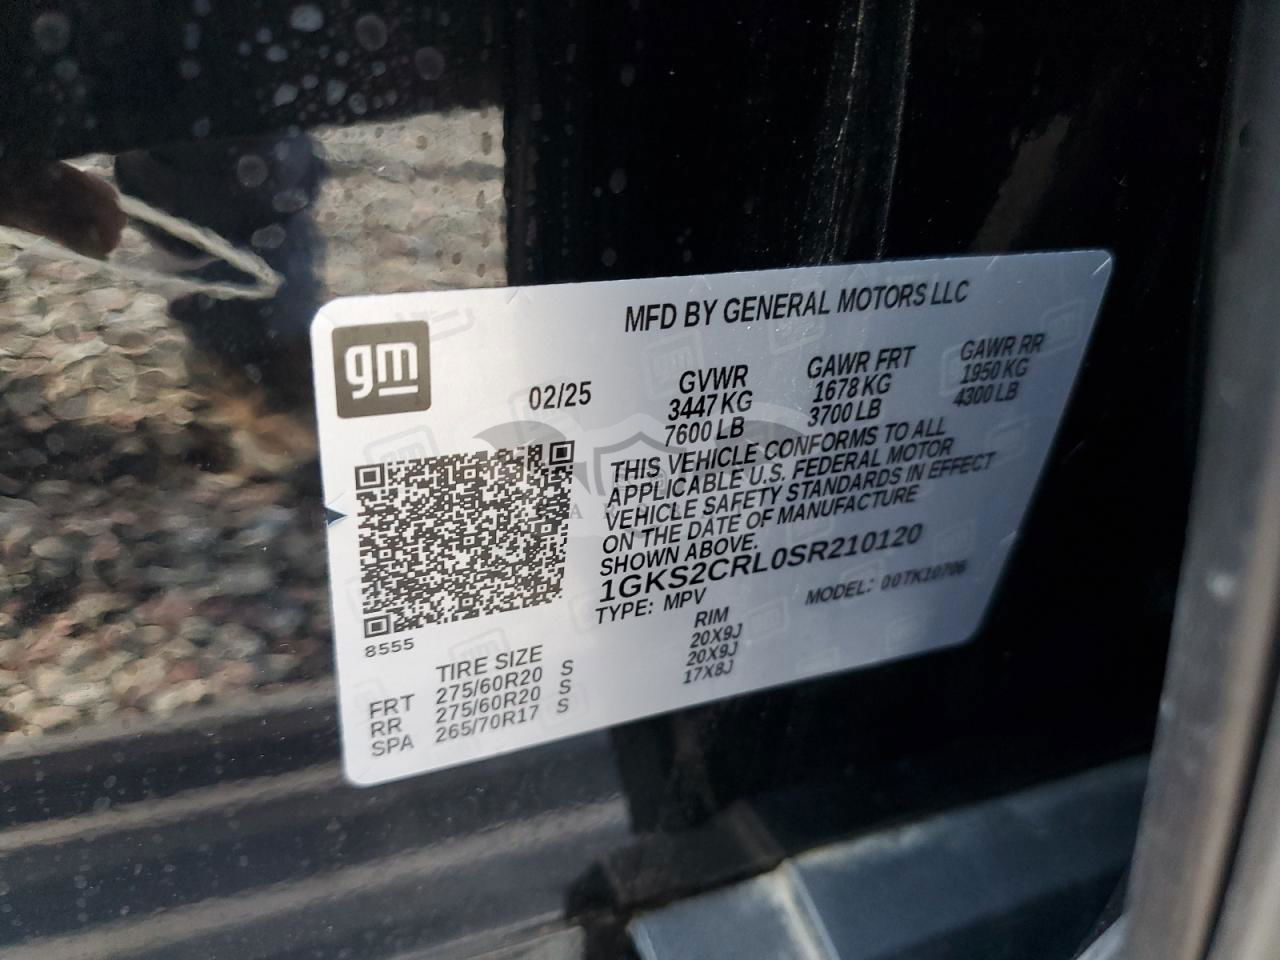 MFD BY GENERAL MOTORS LLC
gm
02/25
GVWR
3447 KG
7600 LB
GAWR FRT
1678 KG
3700 LB
GAWR RR
1950 KG
4300 LB
THIS VEHICLE CONFORMS TO ALL
APPLICABLE U.S. FEDERAL MOTOR
VEHICLE SAFETY STANDARDS IN EFFECT
ON THE DATE OF MANUFACTURE
SHOWN ABOVE.
1GKS2CRL0SR210120
TYPE: MPV
MODEL: 00TK10706
8555
TIRE SIZE
RIM
FRT 275/60R20 S 20X9J
RR 275/60R20 S 20X9J
SPA 265/70R17 S 17X8J